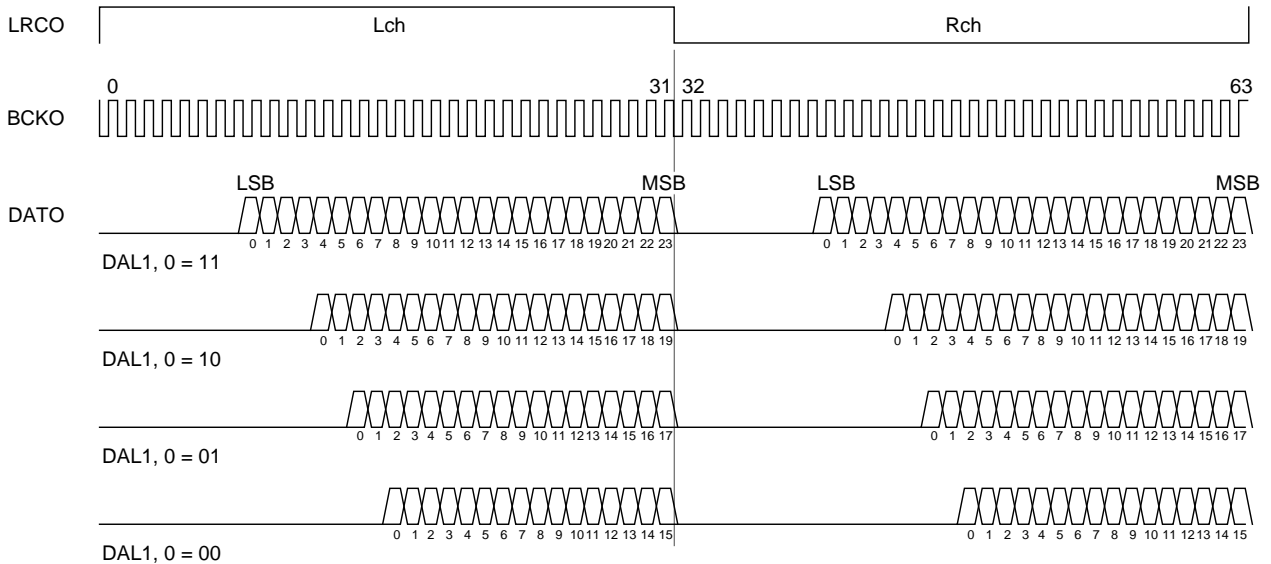 LRCO Lch Rch
0 31 32 63
BCKO
LSB MSB LSB MSB
DATO
0 1 2 3 4 5 6 7 8 9 10 11 12 13 14 15 16 17 18 19 20 21 22 23 0 1 2 3 4 5 6 7 8 9 10 11 12 13 14 15 16 17 18 19 20 21 22 23
DAL1, 0 = 11
0 1 2 3 4 5 6 7 8 9 10 11 12 13 14 15 16 17 18 19 0 1 2 3 4 5 6 7 8 9 10 11 12 13 14 15 16 17 18 19
DAL1, 0 = 10
0 1 2 3 4 5 6 7 8 9 10 11 12 13 14 15 16 17 0 1 2 3 4 5 6 7 8 9 10 11 12 13 14 15 16 17
DAL1, 0 = 01
0 1 2 3 4 5 6 7 8 9 10 11 12 13 14 15 0 1 2 3 4 5 6 7 8 9 10 11 12 13 14 15
DAL1, 0 = 00